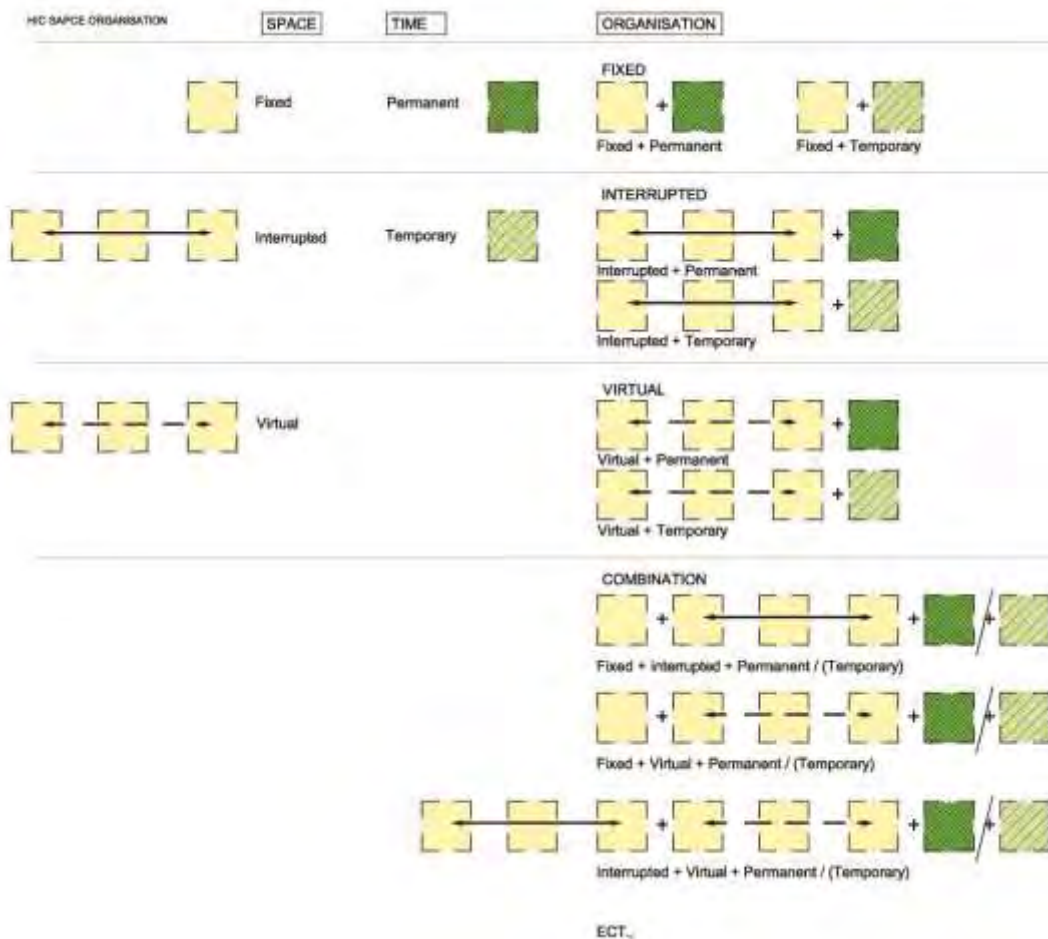 HIC SAPCE ORGANISATION SPACE TIME ORGANISATION
FIXED
Fixed Permanent + +
Fixed + Permanent Fixed + Temporary
INTERRUPTED
Interrupted Temporary +
Interrupted + Permanent
+
Interrupted + Temporary
VIRTUAL
Virtual +
Virtual + Permanent
+
Virtual + Temporary
COMBINATION
+ + / +
Fixed + interrupted + Permanent / (Temporary)
+ + / +
Fixed + Virtual + Permanent / (Temporary)
+ + / +
Interrupted + Virtual + Permanent / (Temporary)
ECT..